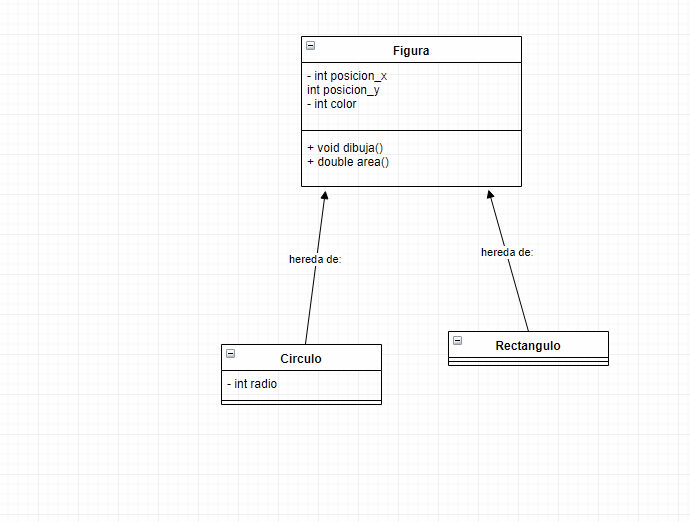 Figura
- int posicion_x
int posicion_y
- int color
+ void dibuja()
+ double area()
hereda de:
hereda de:
Circulo
- int radio
Rectangulo